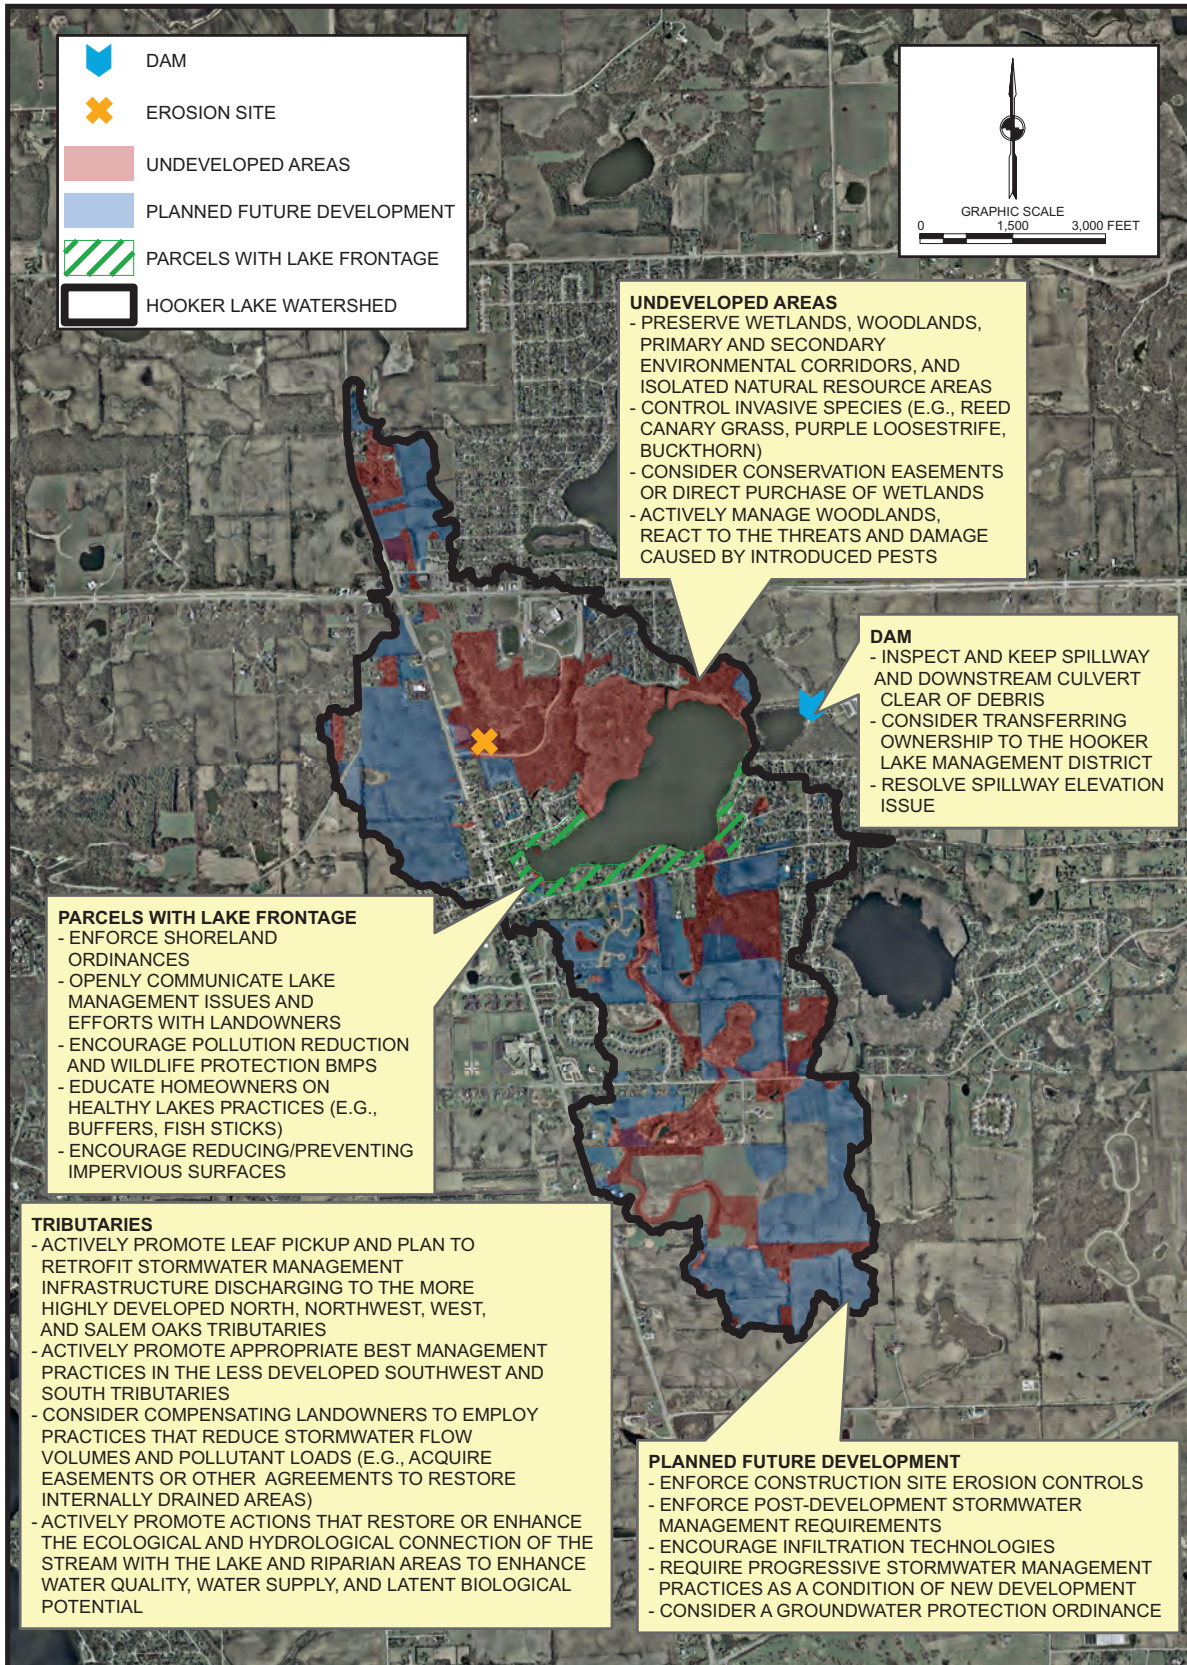 DAM
EROSION SITE
UNDEVELOPED AREAS
PLANNED FUTURE DEVELOPMENT
PARCELS WITH LAKE FRONTAGE
HOOKER LAKE WATERSHED
GRAPHIC SCALE
0 1,500 3,000 FEET
UNDEVELOPED AREAS
- PRESERVE WETLANDS, WOODLANDS,
PRIMARY AND SECONDARY
ENVIRONMENTAL CORRIDORS, AND
ISOLATED NATURAL RESOURCE AREAS
- CONTROL INVASIVE SPECIES (E.G., REED
CANARY GRASS, PURPLE LOOSESTRIFE,
BUCKTHORN)
- CONSIDER CONSERVATION EASEMENTS
OR DIRECT PURCHASE OF WETLANDS
- ACTIVELY MANAGE WOODLANDS,
REACT TO THE THREATS AND DAMAGE
CAUSED BY INTRODUCED PESTS
DAM
- INSPECT AND KEEP SPILLWAY
AND DOWNSTREAM CULVERT
CLEAR OF DEBRIS
- CONSIDER TRANSFERRING
OWNERSHIP TO THE HOOKER
LAKE MANAGEMENT DISTRICT
- RESOLVE SPILLWAY ELEVATION
ISSUE
PARCELS WITH LAKE FRONTAGE
- ENFORCE SHORELAND
ORDINANCES
- OPENLY COMMUNICATE LAKE
MANAGEMENT ISSUES AND
EFFORTS WITH LANDOWNERS
- ENCOURAGE POLLUTION REDUCTION
AND WILDLIFE PROTECTION BMPS
- EDUCATE HOMEOWNERS ON
HEALTHY LAKES PRACTICES (E.G.,
BUFFERS, FISH STICKS)
- ENCOURAGE REDUCING/PREVENTING
IMPERVIOUS SURFACES
TRIBUTARIES
- ACTIVELY PROMOTE LEAF PICKUP AND PLAN TO
RETROFIT STORMWATER MANAGEMENT
INFRASTRUCTURE DISCHARGING TO THE MORE
HIGHLY DEVELOPED NORTH, NORTHWEST, WEST,
AND SALEM OAKS TRIBUTARIES
- ACTIVELY PROMOTE APPROPRIATE BEST MANAGEMENT
PRACTICES IN THE LESS DEVELOPED SOUTHWEST AND
SOUTH TRIBUTARIES
- CONSIDER COMPENSATING LANDOWNERS TO EMPLOY
PRACTICES THAT REDUCE STORMWATER FLOW
VOLUMES AND POLLUTANT LOADS (E.G., ACQUIRE
EASEMENTS OR OTHER AGREEMENTS TO RESTORE
INTERNALLY DRAINED AREAS)
- ACTIVELY PROMOTE ACTIONS THAT RESTORE OR ENHANCE
THE ECOLOGICAL AND HYDROLOGICAL CONNECTION OF THE
STREAM WITH THE LAKE AND RIPARIAN AREAS TO ENHANCE
WATER QUALITY, WATER SUPPLY, AND LATENT BIOLOGICAL
POTENTIAL
PLANNED FUTURE DEVELOPMENT
- ENFORCE CONSTRUCTION SITE EROSION CONTROLS
- ENFORCE POST-DEVELOPMENT STORMWATER
MANAGEMENT REQUIREMENTS
- ENCOURAGE INFILTRATION TECHNOLOGIES
- REQUIRE PROGRESSIVE STORMWATER MANAGEMENT
PRACTICES AS A CONDITION OF NEW DEVELOPMENT
- CONSIDER A GROUNDWATER PROTECTION ORDINANCE